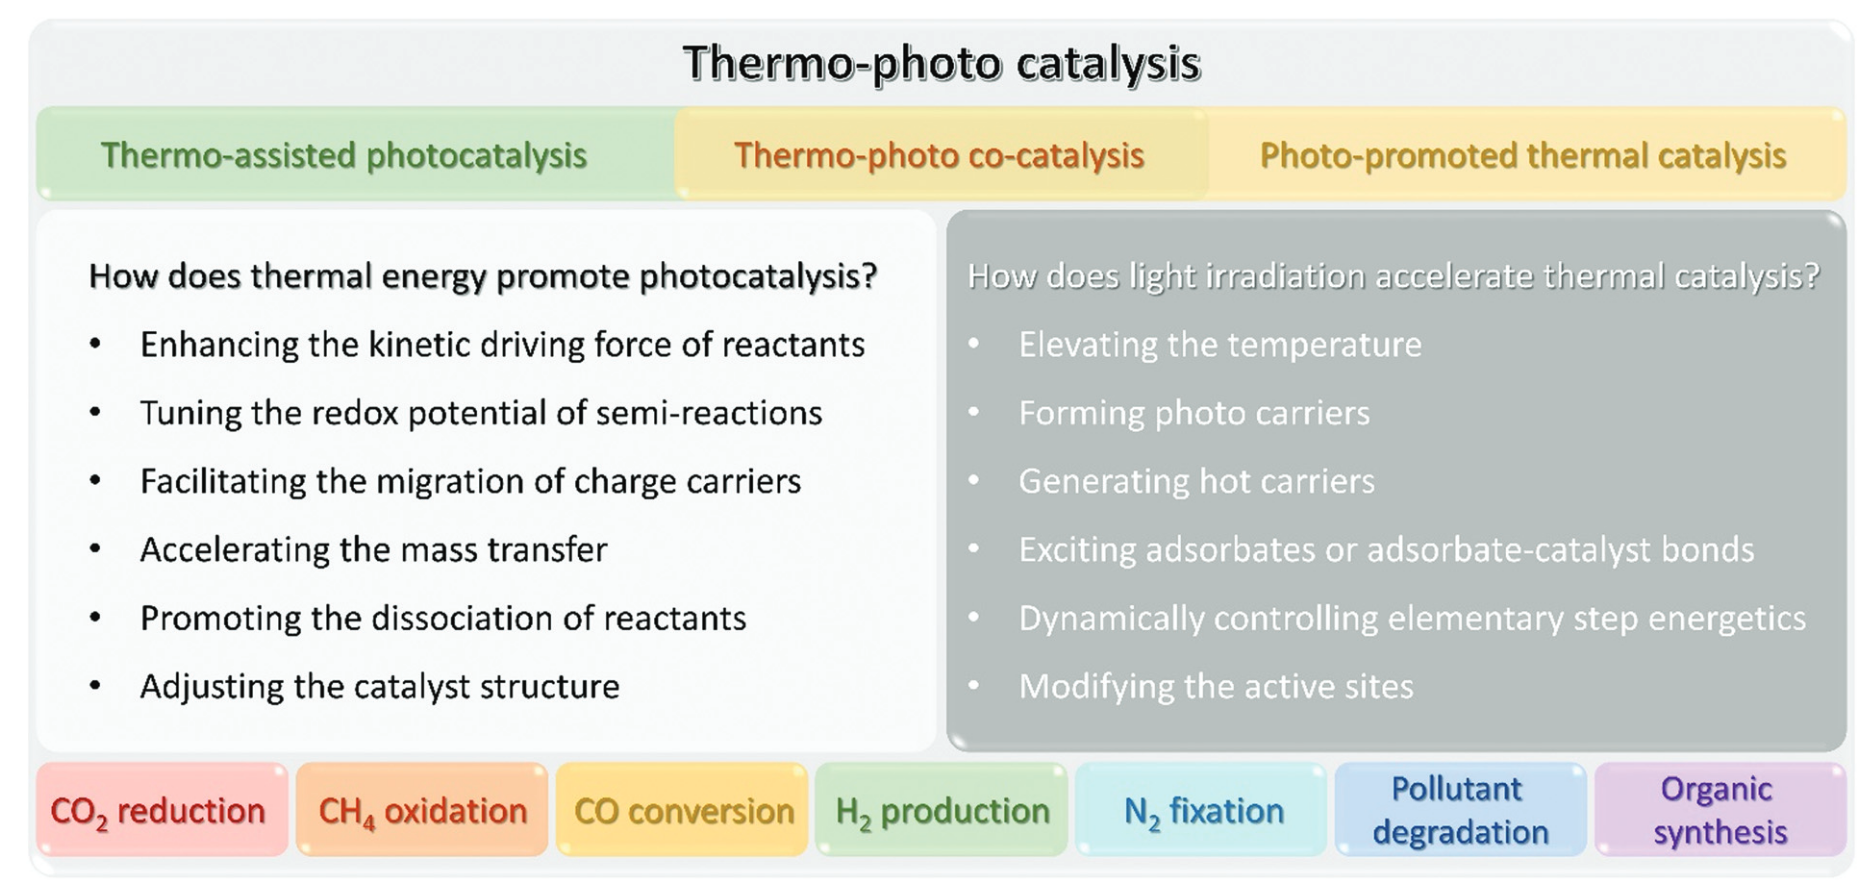 Thermo-photo catalysis
Thermo-assisted photocatalysis
Thermo-photo co-catalysis
Photo-promoted thermal catalysis
How does thermal energy promote photocatalysis?
• Enhancing the kinetic driving force of reactants
• Tuning the redox potential of semi-reactions
• Facilitating the migration of charge carriers
• Accelerating the mass transfer
• Promoting the dissociation of reactants
• Adjusting the catalyst structure
How does light irradiation accelerate thermal catalysis?
• Elevating the temperature
• Forming photo carriers
• Generating hot carriers
• Exciting adsorbates or adsorbate-catalyst bonds
• Dynamically controlling elementary step energetics
• Modifying the active sites
CO₂ reduction
CH₄ oxidation
CO conversion
H₂ production
N₂ fixation
Pollutant
degradation
Organic
synthesis